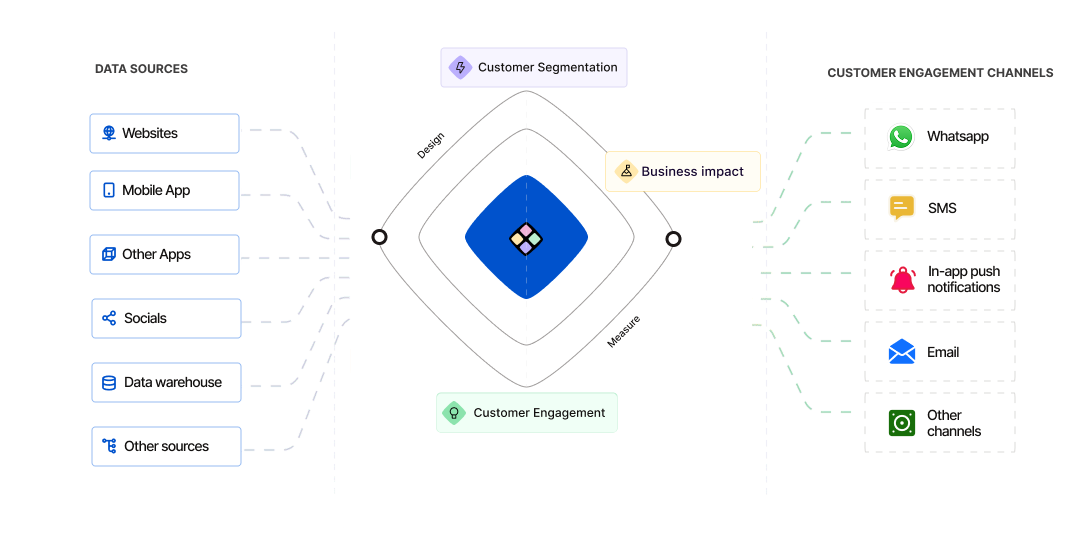 DATA SOURCES
Websites
Mobile App
Other Apps
Socials
Data warehouse
Other sources
Customer Segmentation
Design
Business impact
Measure
Customer Engagement
CUSTOMER ENGAGEMENT CHANNELS
Whatsapp
SMS
In-app push
notifications
Email
Other
channels